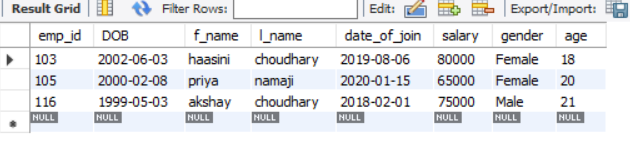 Result Grid Filter Rows: Edit: Export/Import:
emp_id DOB f_name l_name date_of_join salary gender age
103 2002-06-03 haasini choudhary 2019-08-06 80000 Female 18
105 2000-02-08 priya namaji 2020-01-15 65000 Female 20
116 1999-05-03 akshay choudhary 2018-02-01 75000 Male 21
NULL NULL NULL NULL NULL NULL NULL NULL